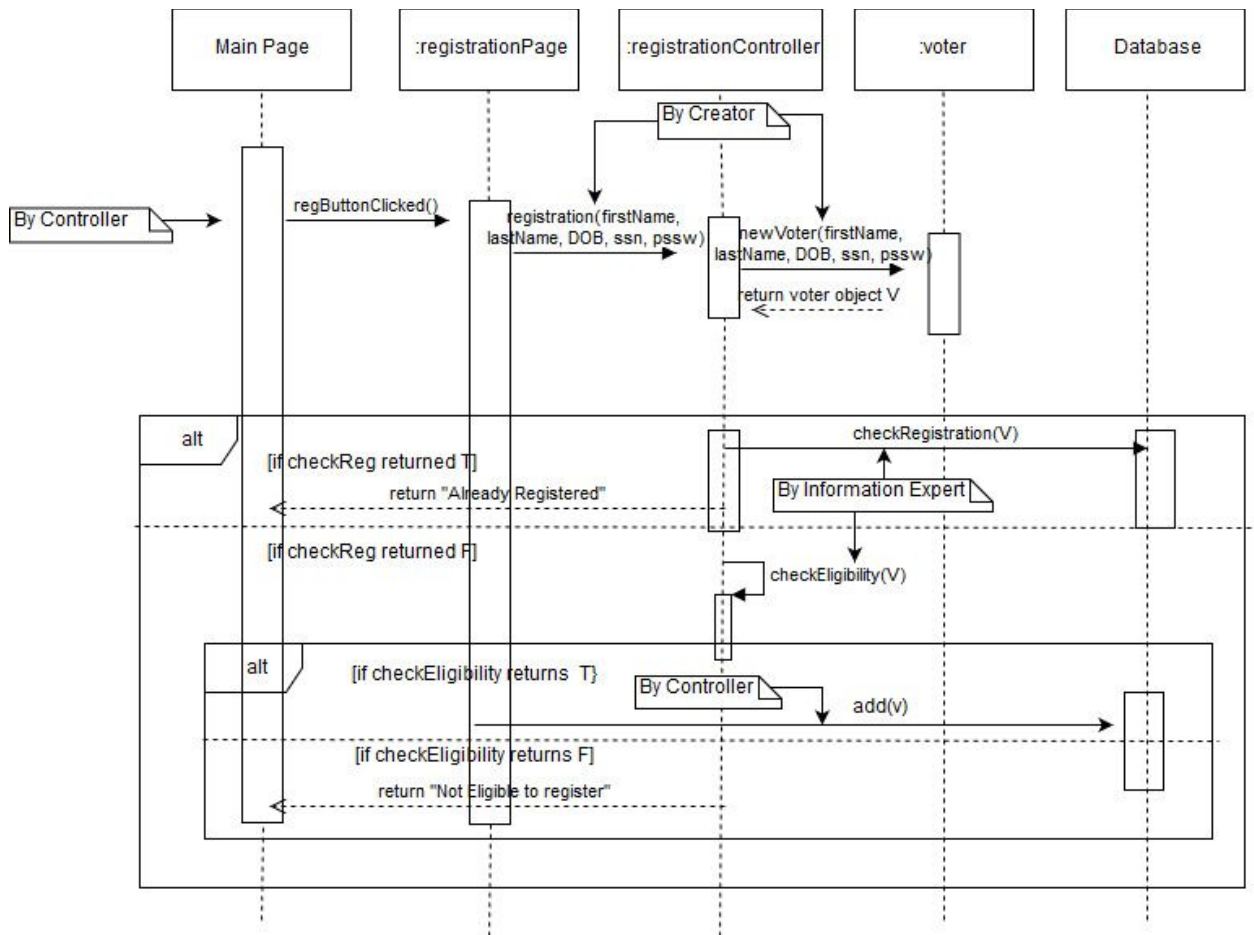 Main Page
:registrationPage
:registrationController
:voter
Database
By Creator
By Controller
regButtonClicked()
registration(firstName,
lastName, DOB, ssn, pssw)
newVoter(firstName,
lastName, DOB, ssn, pssw)
return voter object V
alt
checkRegistration(V)
[if checkReg returned T]
return "Already Registered"
By Information Expert
[if checkReg returned F]
checkEligibility(V)
alt
[if checkEligibility returns T}
By Controller
add(v)
[if checkEligibility returns F]
return "Not Eligible to register"